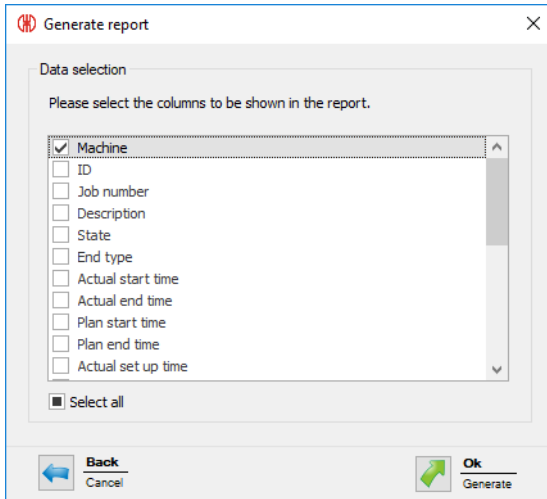 Generate report
Data selection
Please select the columns to be shown in the report.
Machine
ID
Job number
Description
State
End type
Actual start time
Actual end time
Plan start time
Plan end time
Actual set up time
Select all
Back
Cancel
Ok
Generate